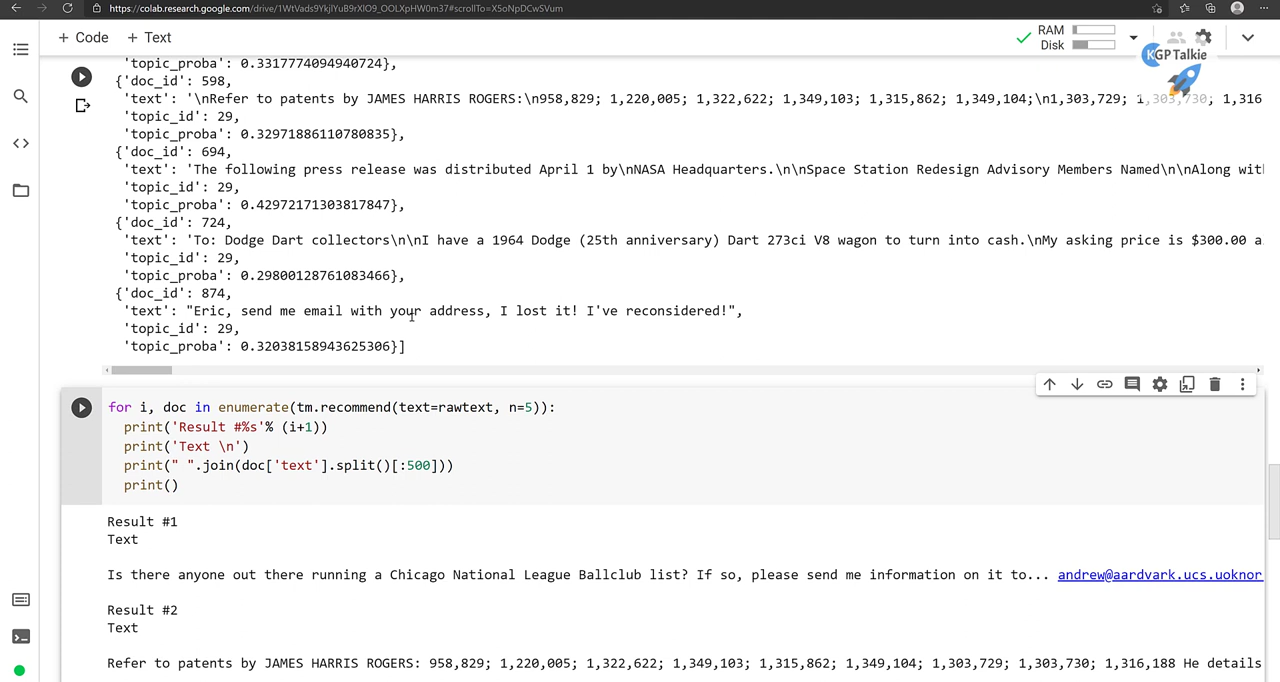 https://colab.research.google.com/drive/1WtVads9YkjlYuB9rXlO9_OOLXpHW0m37#scrollTo=X5oNpDCwSVum
+ Code + Text
RAM
Disk
KGPTalkie
'topic_proba': 0.3317774094940724},
{'doc_id': 598,
'text': '\nRefer to patents by JAMES HARRIS ROGERS:\n958,829; 1,220,005; 1,322,622; 1,349,103; 1,315,862; 1,349,104;\n1,303,729; 1,303,730; 1,316
'topic_id': 29,
'topic_proba': 0.32971886110780835},
{'doc_id': 694,
'text': 'The following press release was distributed April 1 by\nNASA Headquarters.\n\nSpace Station Redesign Advisory Members Named\n\nAlong wit
'topic_id': 29,
'topic_proba': 0.42972171303817847},
{'doc_id': 724,
'text': 'To: Dodge Dart collectors\n\nI have a 1964 Dodge (25th anniversary) Dart 273ci V8 wagon to turn into cash.\nMy asking price is $300.00 a
'topic_id': 29,
'topic_proba': 0.29800128761083466},
{'doc_id': 874,
'text': "Eric, send me email with your address, I lost it! I've reconsidered!",
'topic_id': 29,
'topic_proba': 0.32038158943625306}]
for i, doc in enumerate(tm.recommend(text=rawtext, n=5)):
print('Result #%s'% (i+1))
print('Text \n')
print(" ".join(doc['text'].split()[:500]))
print()
Result #1
Text
Is there anyone out there running a Chicago National League Ballclub list? If so, please send me information on it to... andrew@aardvark.ucs.uoknor
Result #2
Text
Refer to patents by JAMES HARRIS ROGERS: 958,829; 1,220,005; 1,322,622; 1,349,103; 1,315,862; 1,349,104; 1,303,729; 1,303,730; 1,316,188 He details